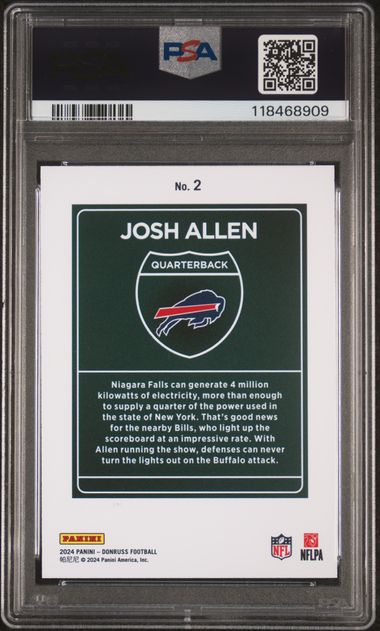 PSA
118468909
No. 2
JOSH ALLEN
QUARTERBACK
Niagara Falls can generate 4 million
kilowatts of electricity, more than enough
to supply a quarter of the power used in
the state of New York. That's good news
for the nearby Bills, who light up the
scoreboard at an impressive rate. With
Allen running the show, defenses can never
turn the lights out on the Buffalo attack.
PANINI
2024 PANINI – DONRUSS FOOTBALL
帕尼尼 © 2024 Panini America, Inc.
NFL
NFLPA